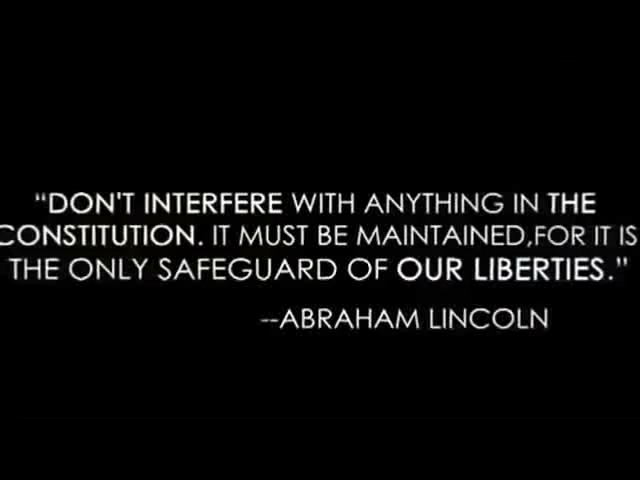 “DON'T INTERFERE WITH ANYTHING IN THE
CONSTITUTION. IT MUST BE MAINTAINED,FOR IT IS
THE ONLY SAFEGUARD OF OUR LIBERTIES.”
--ABRAHAM LINCOLN